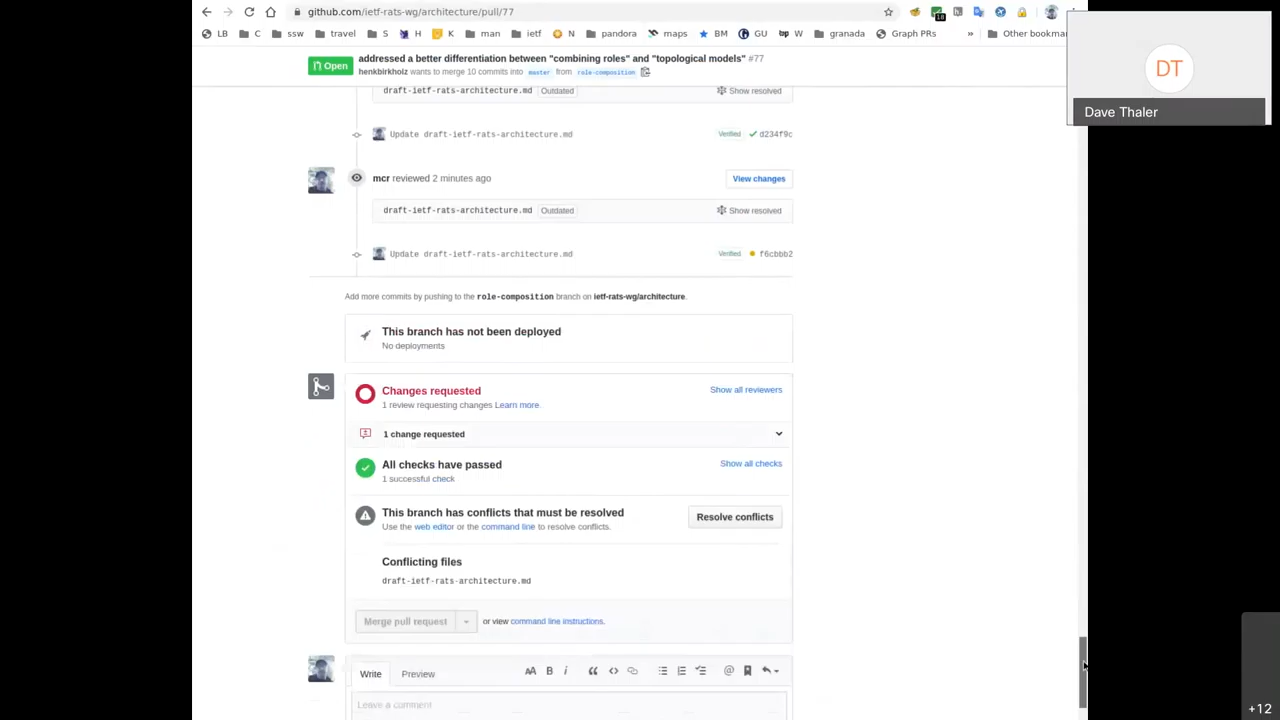 github.com/ietf-rats-wg/architecture/pull/77
18
LB C ssw travel S H K man ietf N pandora maps BM GU W granada Graph PRs » Other bookmar
Open
addressed a better differentiation between "combining roles" and "topological models" #77
henkbirkholz wants to merge 10 commits into master from role-composition
draft-ietf-rats-architecture.md Outdated Show resolved
Update draft-ietf-rats-architecture.md Verified d234f9c
mcr reviewed 2 minutes ago View changes
draft-ietf-rats-architecture.md Outdated Show resolved
Update draft-ietf-rats-architecture.md Verified f6cbbb2
Add more commits by pushing to the role-composition branch on ietf-rats-wg/architecture.
This branch has not been deployed
No deployments
Changes requested Show all reviewers
1 review requesting changes Learn more.
1 change requested
All checks have passed Show all checks
1 successful check
This branch has conflicts that must be resolved Resolve conflicts
Use the web editor or the command line to resolve conflicts.
Conflicting files
draft-ietf-rats-architecture.md
Merge pull request or view command line instructions.
Write Preview AA B i @
Leave a comment
DT
Dave Thaler
+12